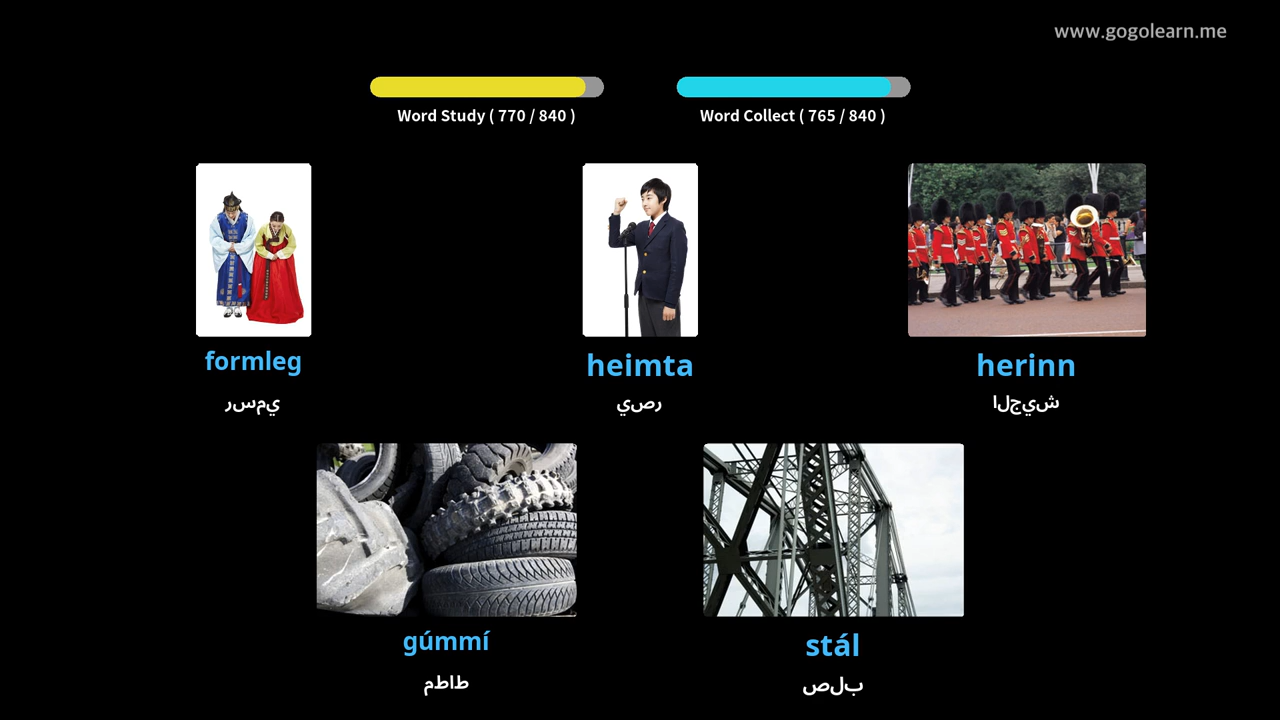 www.gogolearn.me
Word Study ( 770 / 840 )
Word Collect ( 765 / 840 )
formleg
heimta
herinn
رسمي
يصر
الجيش
gúmmí
stál
مطاط
صلب